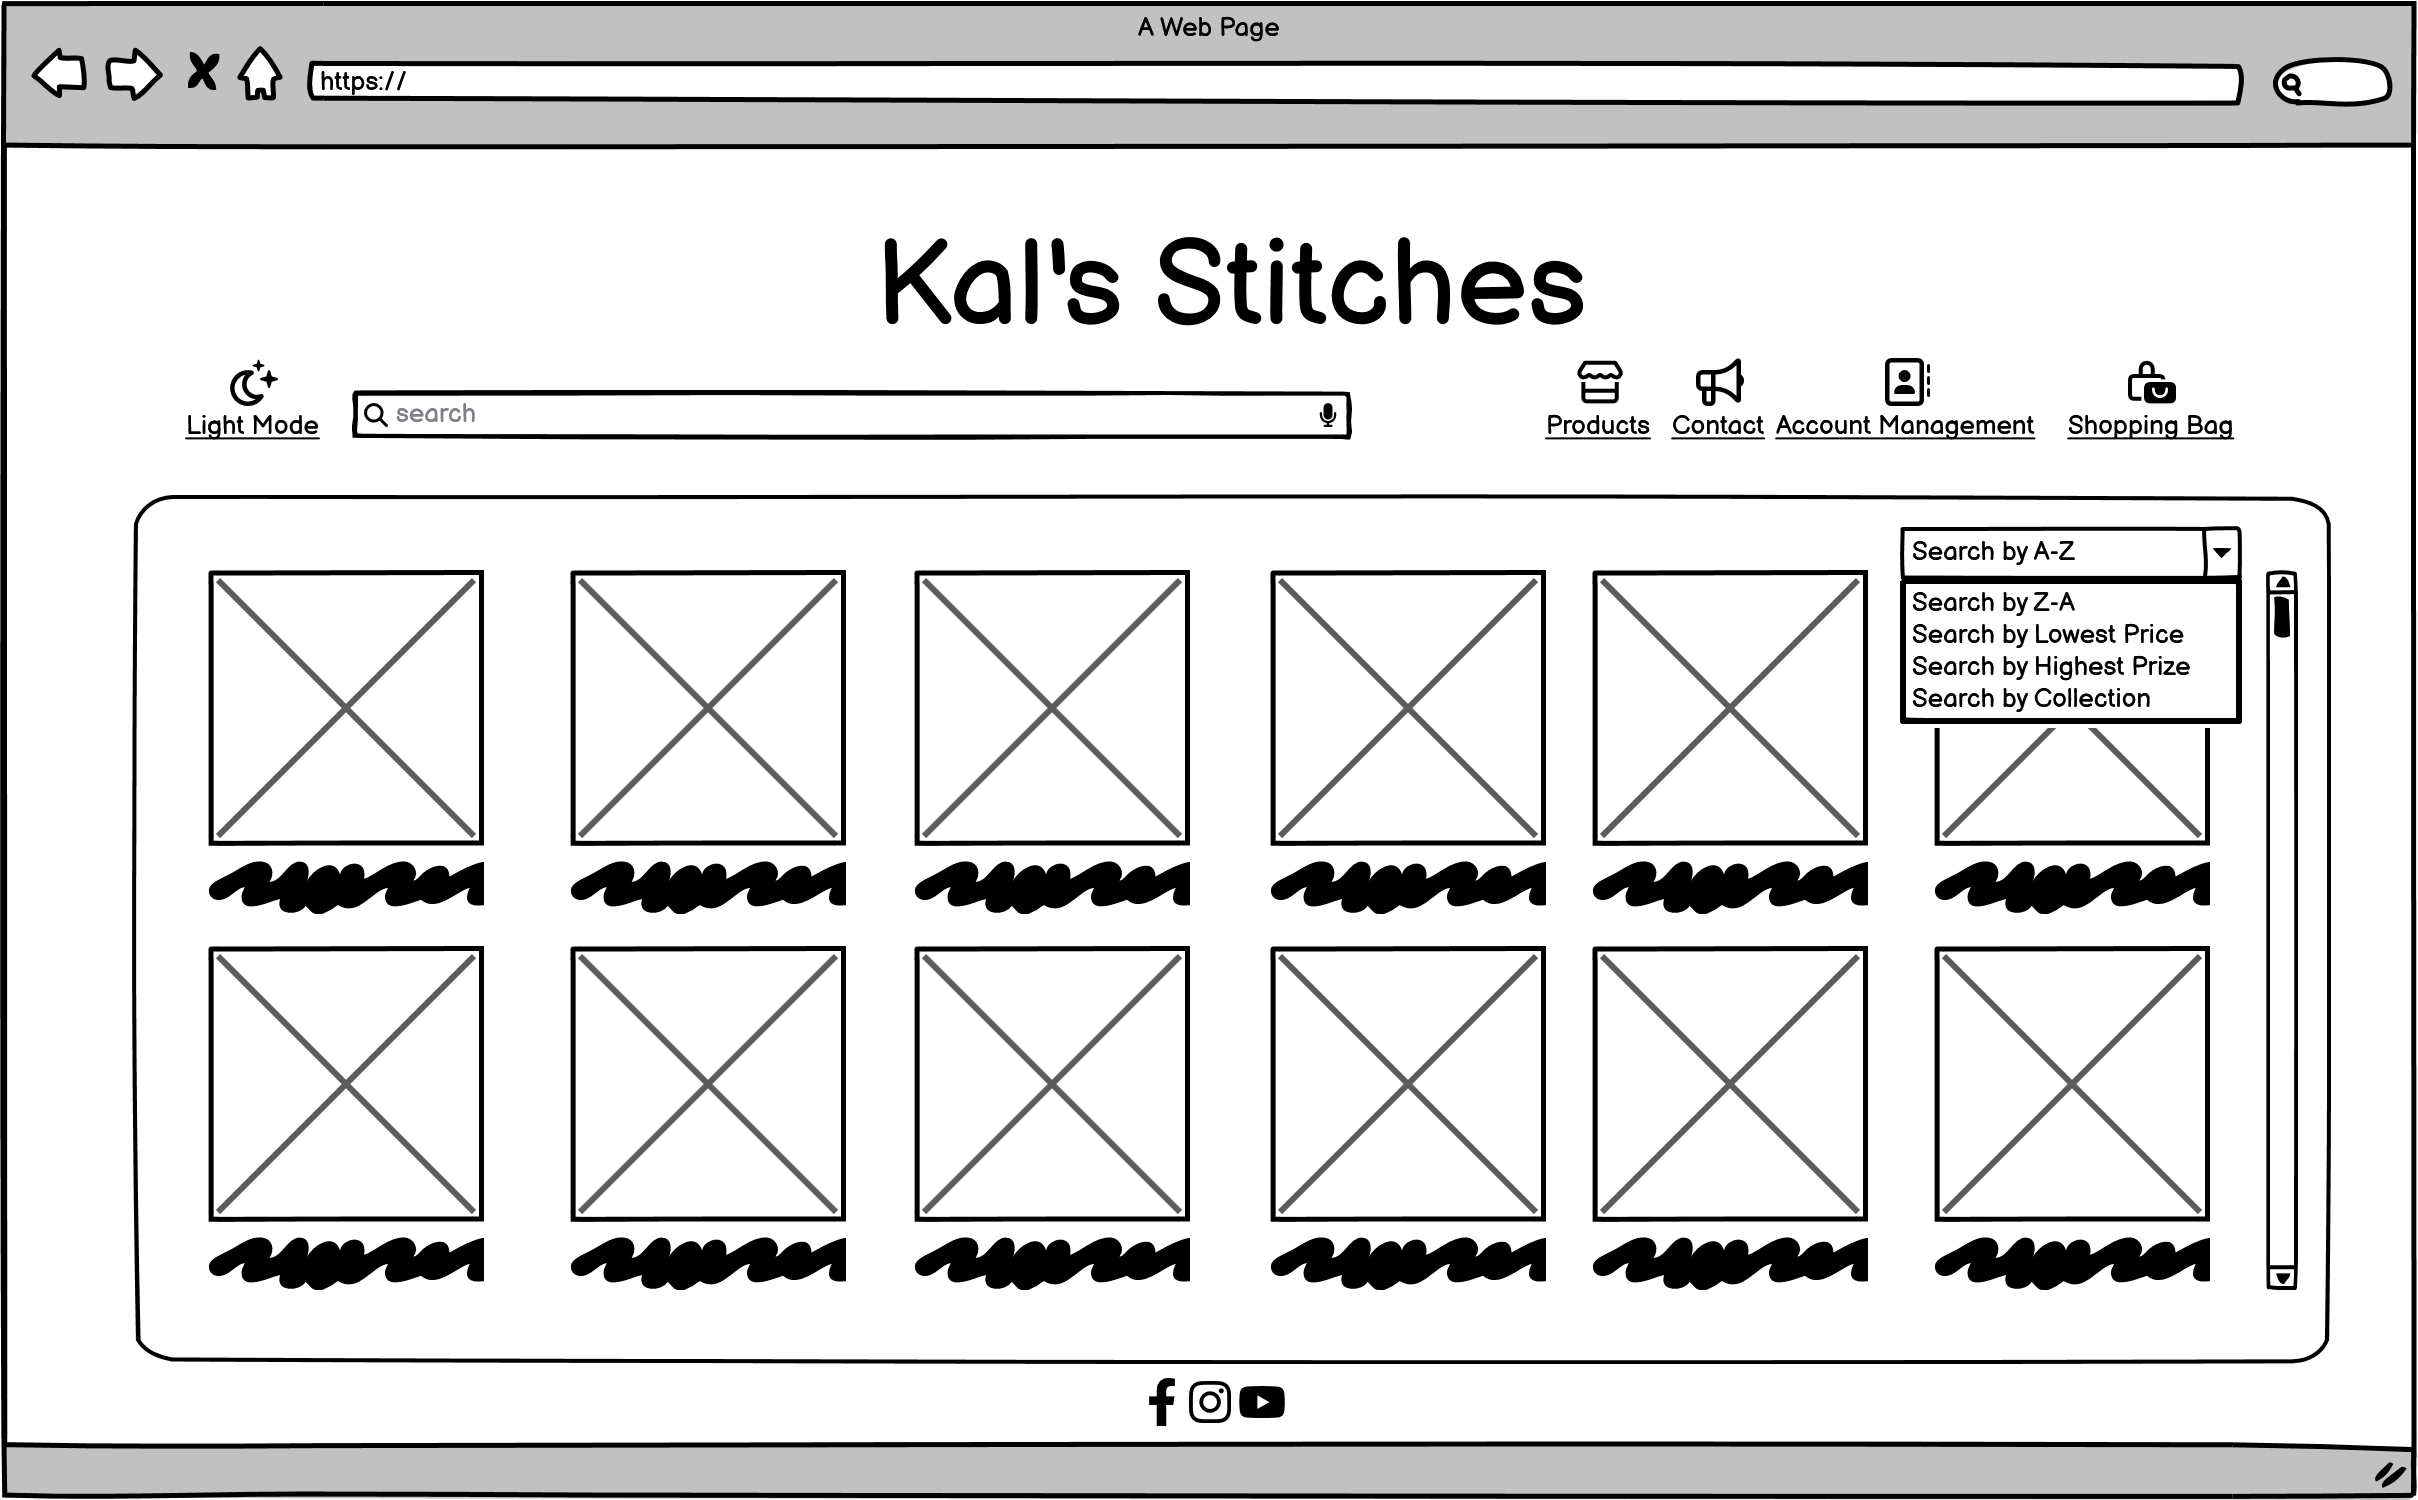 A Web Page
https://
Kal's Stitches
Light Mode
search
Products
Contact
Account Management
Shopping Bag
Search by A-Z
Search by Z-A
Search by Lowest Price
Search by Highest Prize
Search by Collection